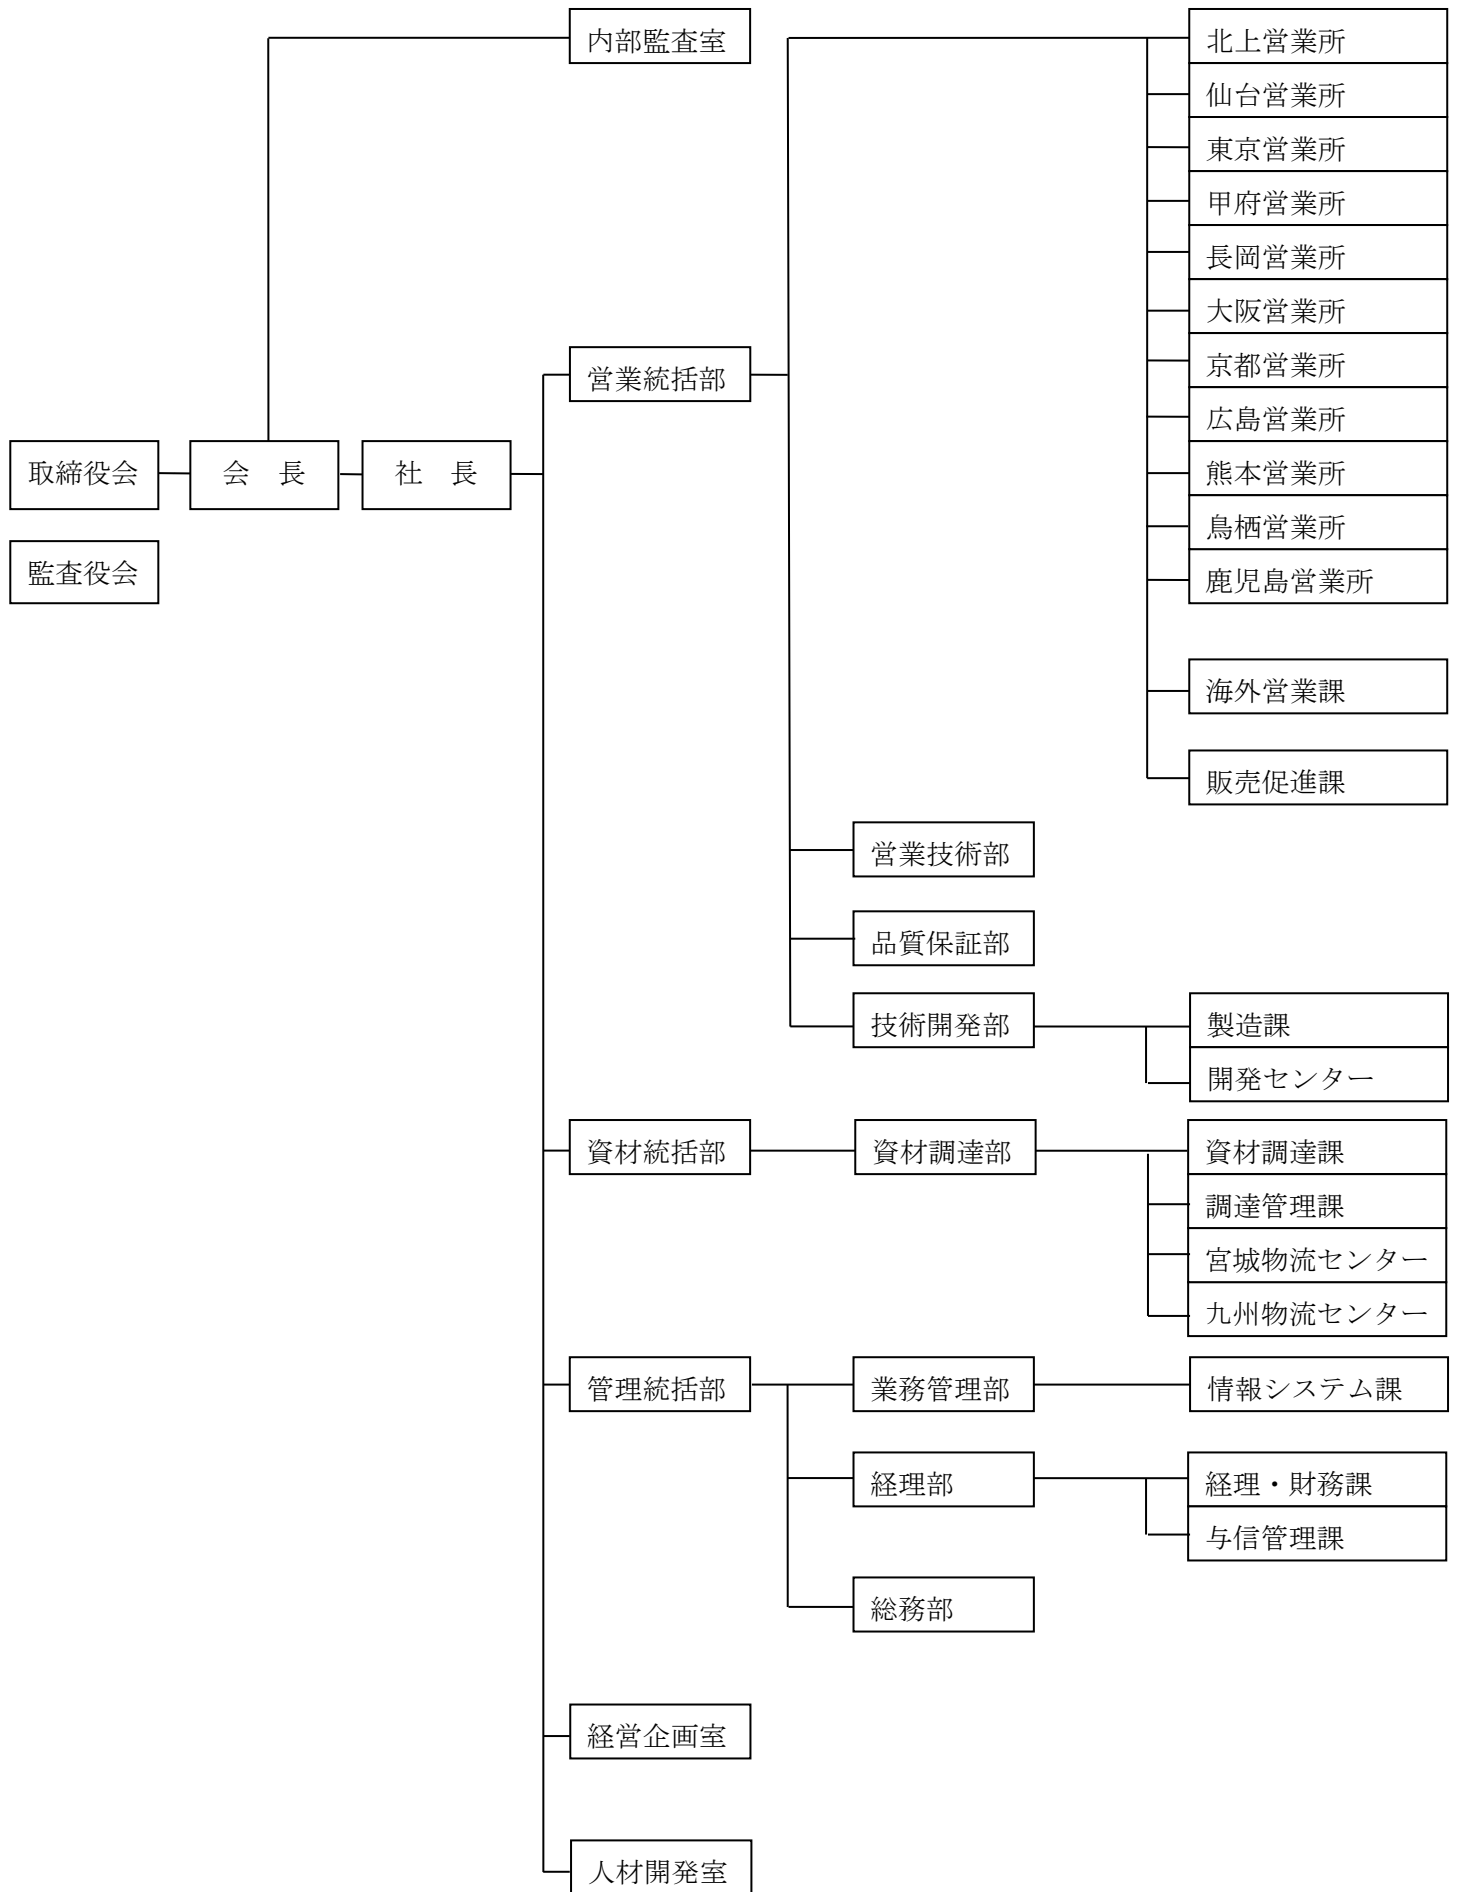 内部監査室
北上営業所
仙台営業所
東京営業所
甲府営業所
長岡営業所
大阪営業所
営業統括部
京都営業所
広島営業所
取締役会
会　長
社　長
熊本営業所
鳥栖営業所
監査役会
鹿児島営業所
海外営業課
販売促進課
営業技術部
品質保証部
技術開発部
製造課
開発センター
資材統括部
資材調達部
資材調達課
調達管理課
宮城物流センター
九州物流センター
管理統括部
業務管理部
情報システム課
経理部
経理・財務課
与信管理課
総務部
経営企画室
人材開発室